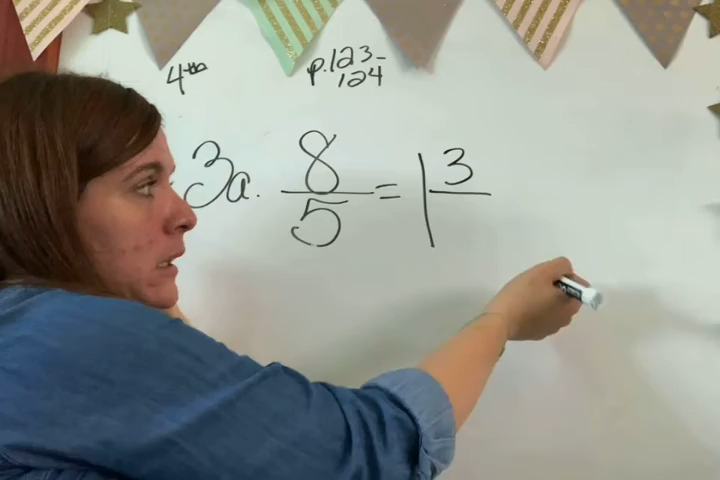 4th
p.123-
124
3a. 8/5 = 1 3/